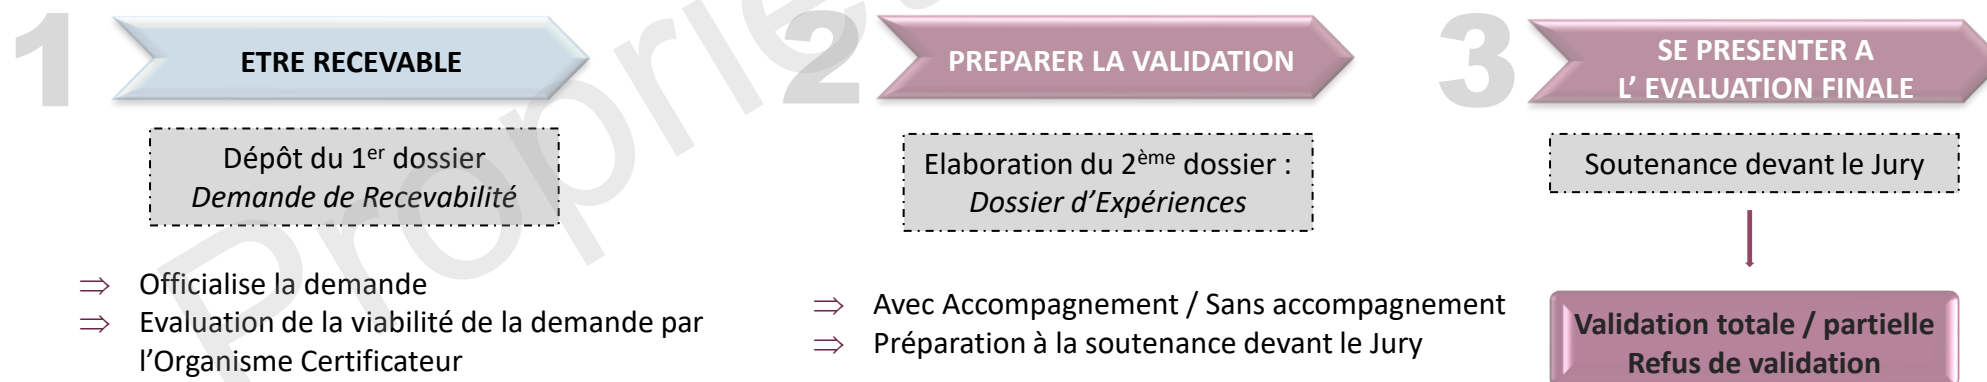 1
ETRE RECEVABLE
Dépôt du 1er dossier
Demande de Recevabilité
⇒ Officialise la demande
⇒ Evaluation de la viabilité de la demande par
l’Organisme Certificateur
2
PREPARER LA VALIDATION
Elaboration du 2ème dossier :
Dossier d’Expériences
⇒ Avec Accompagnement / Sans accompagnement
⇒ Préparation à la soutenance devant le Jury
3
SE PRESENTER A
L’ EVALUATION FINALE
Soutenance devant le Jury
Validation totale / partielle
Refus de validation